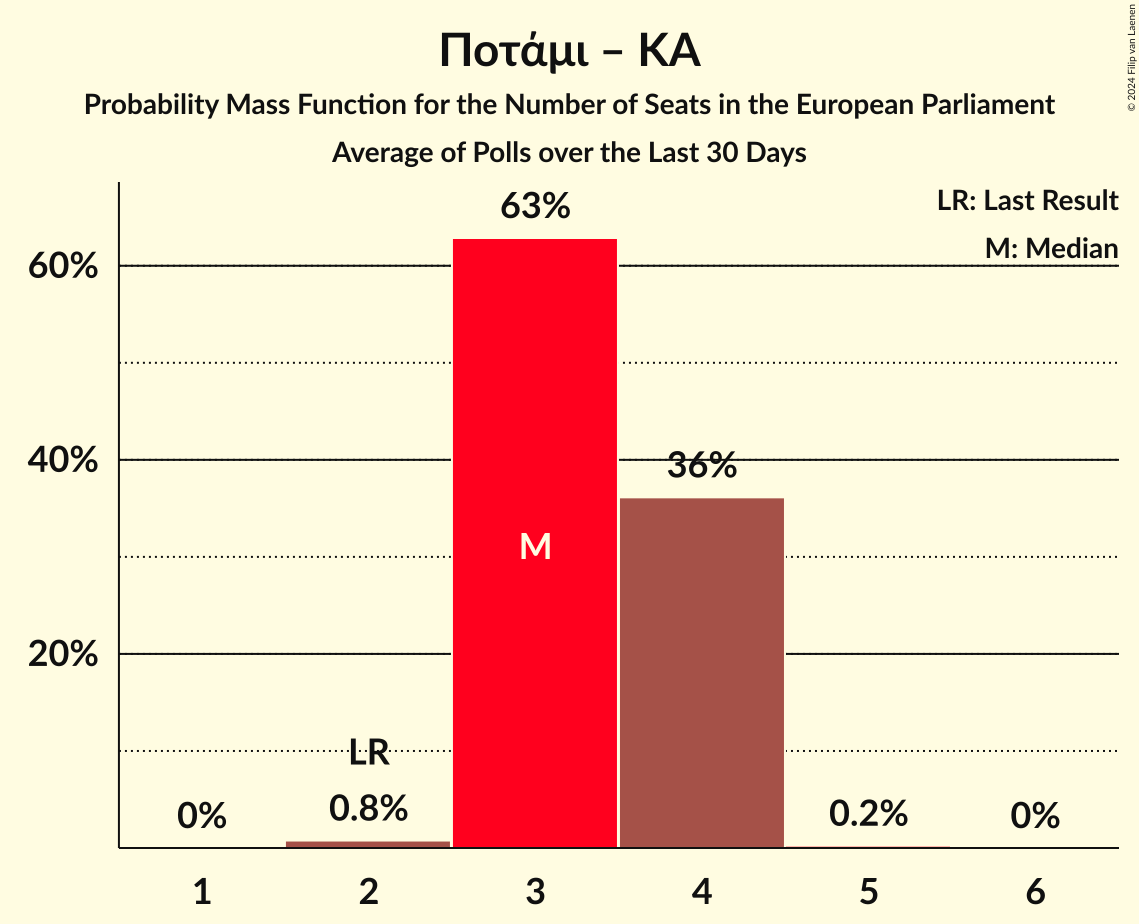 Ποτάμι – ΚΑ
Probability Mass Function for the Number of Seats in the European Parliament
Average of Polls over the Last 30 Days
© 2024 Filip van Laenen
LR: Last Result
M: Median
63%
60%
40%
36%
M
20%
LR
0% 0.8% 0.2% 0%
1 2 3 4 5 6